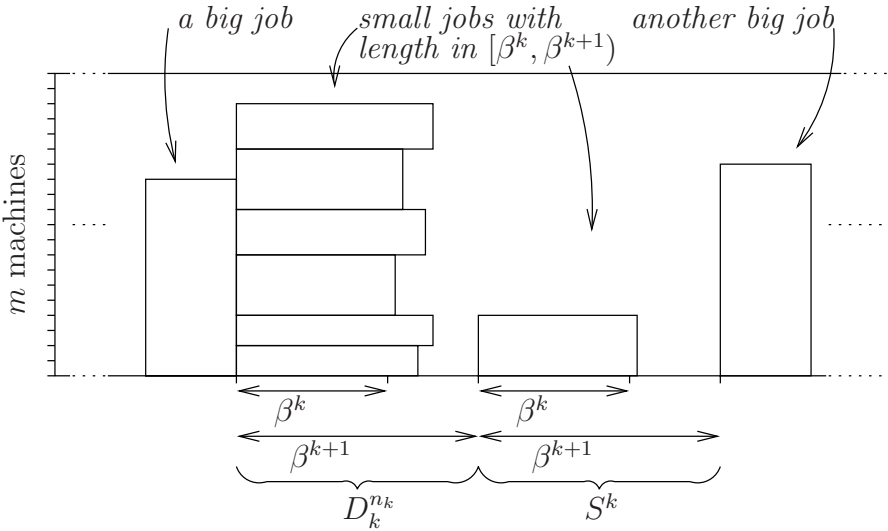 a big job
small jobs with
length in [β^k, β^{k+1})
another big job
m machines
β^k
β^k
β^{k+1}
β^{k+1}
D_k^{n_k}
S^k